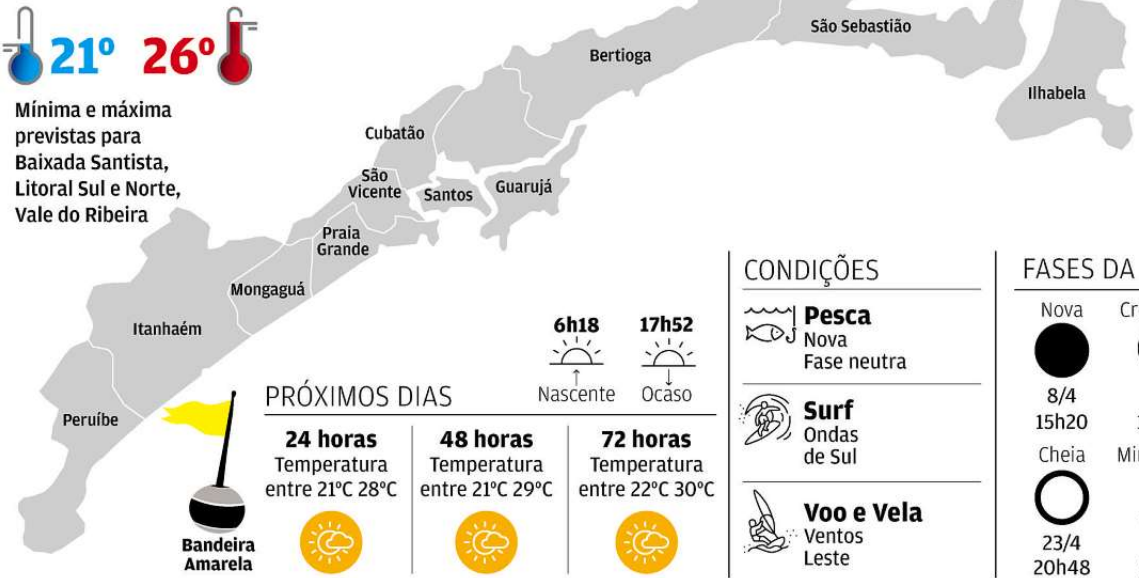 21º 26º
Mínima e máxima
previstas para
Baixada Santista,
Litoral Sul e Norte,
Vale do Ribeira
São Sebastião
Bertioga
Ilhabela
Cubatão
São
Vicente
Santos
Guarujá
Praia
Grande
Mongaguá
Itanhaém
Peruíbe
Bandeira
Amarela
6h18 17h52
Nascente Ocaso
PRÓXIMOS DIAS
24 horas
Temperatura
entre 21ºC 28ºC
48 horas
Temperatura
entre 21ºC 29ºC
72 horas
Temperatura
entre 22ºC 30ºC
CONDIÇÕES
Pesca
Nova
Fase neutra
Surf
Ondas
de Sul
Voo e Vela
Ventos
Leste
FASES DA
Nova
8/4
15h20
Cheia
23/4
20h48